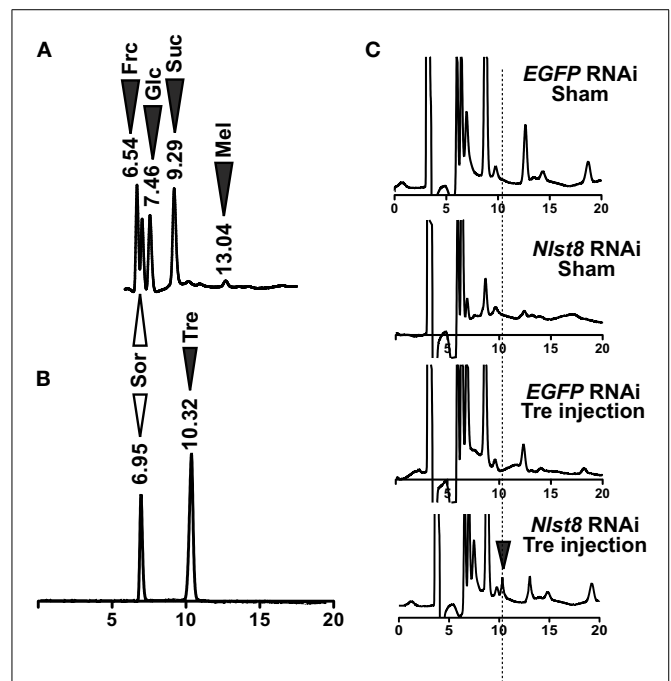 A
Frc
Glc
Suc
Mel
6.54
7.46
9.29
13.04
B
Sor
Tre
6.95
10.32
5 10 15 20
C
EGFP RNAi
Sham
0 5 10 15 20
Nlst8 RNAi
Sham
0 5 10 15 20
EGFP RNAi
Tre injection
0 5 10 15 20
Nlst8 RNAi
Tre injection
0 5 10 15 20